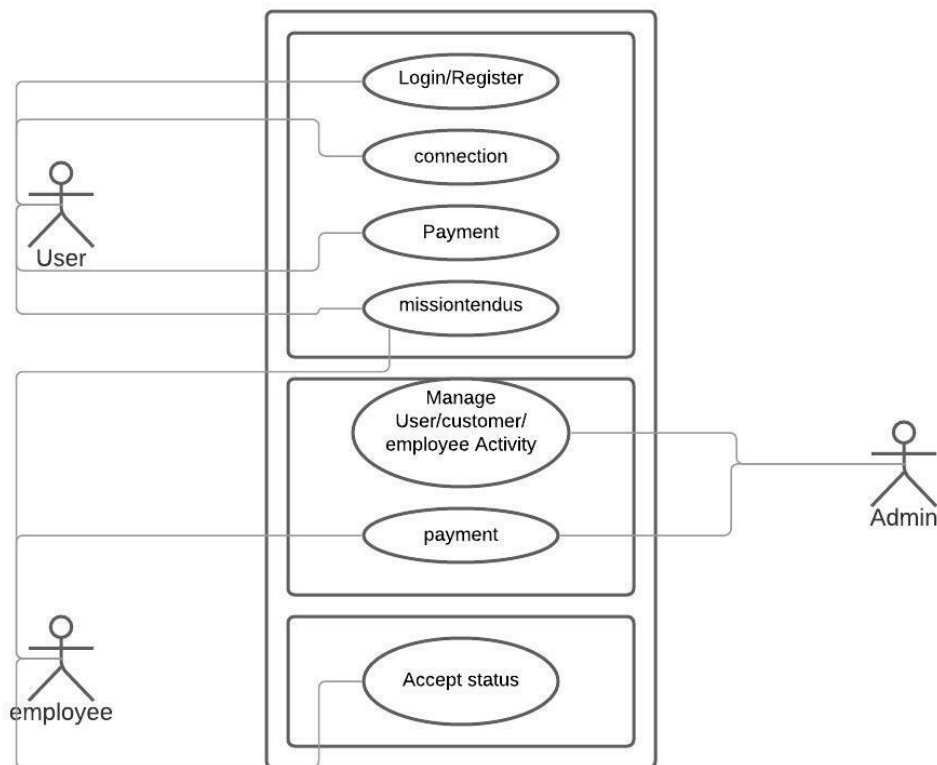 Login/Register
connection
Payment
User
missiontendus
Manage
User/customer/
employee Activity
Admin
payment
Accept status
employee